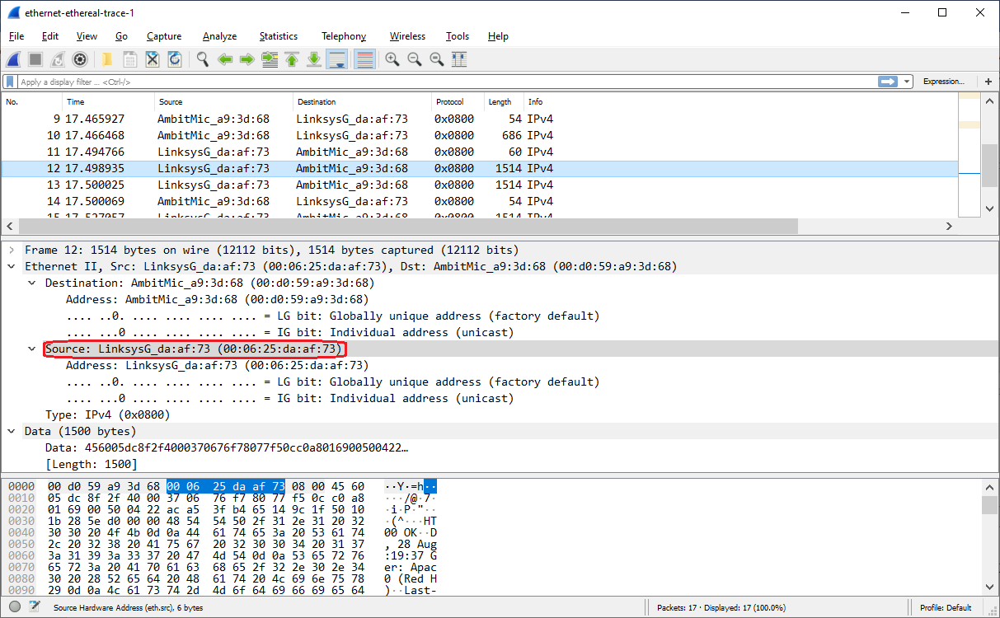 ethernet-ethereal-trace-1
File Edit View Go Capture Analyze Statistics Telephony Wireless Tools Help
Apply a display filter ... <Ctrl-/> Expression... +
No. Time Source Destination Protocol Length Info
9 17.465927 AmbitMic_a9:3d:68 LinksysG_da:af:73 0x0800 54 IPv4
10 17.466468 AmbitMic_a9:3d:68 LinksysG_da:af:73 0x0800 686 IPv4
11 17.494766 LinksysG_da:af:73 AmbitMic_a9:3d:68 0x0800 60 IPv4
12 17.498935 LinksysG_da:af:73 AmbitMic_a9:3d:68 0x0800 1514 IPv4
13 17.500025 LinksysG_da:af:73 AmbitMic_a9:3d:68 0x0800 1514 IPv4
14 17.500069 AmbitMic_a9:3d:68 LinksysG_da:af:73 0x0800 54 IPv4
15 17.527057 LinksysG_da:af:73 AmbitMic_a9:3d:68 0x0800 1514 IPv4
Frame 12: 1514 bytes on wire (12112 bits), 1514 bytes captured (12112 bits)
Ethernet II, Src: LinksysG_da:af:73 (00:06:25:da:af:73), Dst: AmbitMic_a9:3d:68 (00:d0:59:a9:3d:68)
Destination: AmbitMic_a9:3d:68 (00:d0:59:a9:3d:68)
Address: AmbitMic_a9:3d:68 (00:d0:59:a9:3d:68)
.... ..0. .... .... .... .... = LG bit: Globally unique address (factory default)
.... ...0 .... .... .... .... = IG bit: Individual address (unicast)
Source: LinksysG_da:af:73 (00:06:25:da:af:73)
Address: LinksysG_da:af:73 (00:06:25:da:af:73)
.... ..0. .... .... .... .... = LG bit: Globally unique address (factory default)
.... ...0 .... .... .... .... = IG bit: Individual address (unicast)
Type: IPv4 (0x0800)
Data (1500 bytes)
Data: 456005dc8f2f4000370676f78077f50cc0a8016900500422…
[Length: 1500]
0000 00 d0 59 a9 3d 68 00 06 25 da af 73 08 00 45 60 ··Y·=h··
0010 05 dc 8f 2f 40 00 37 06 76 f7 80 77 f5 0c c0 a8 ···/@·7·
0020 01 69 00 50 04 22 ac a5 3f b4 65 14 9c 1f 50 10 ·i·P·"··
0030 1b 28 5e d0 00 00 48 54 54 50 2f 31 2e 31 20 32 ·(^···HT
0040 30 30 20 4f 4b 0d 0a 44 61 74 65 3a 20 53 61 74 00 OK··D
0050 2c 20 32 38 20 41 75 67 20 32 30 30 34 20 31 37 , 28 Aug
0060 3a 31 39 3a 33 37 20 47 4d 54 0d 0a 53 65 72 76 :19:37 G
0070 65 72 3a 20 41 70 61 63 68 65 2f 32 2e 30 2e 34 er: Apac
0080 30 20 28 52 65 64 20 48 61 74 20 4c 69 6e 75 78 0 (Red H
0090 29 0d 0a 4c 61 73 74 2d 4d 6f 64 69 66 69 65 64 )··Last-
Source Hardware Address (eth.src), 6 bytes Packets: 17 · Displayed: 17 (100.0%) Profile: Default